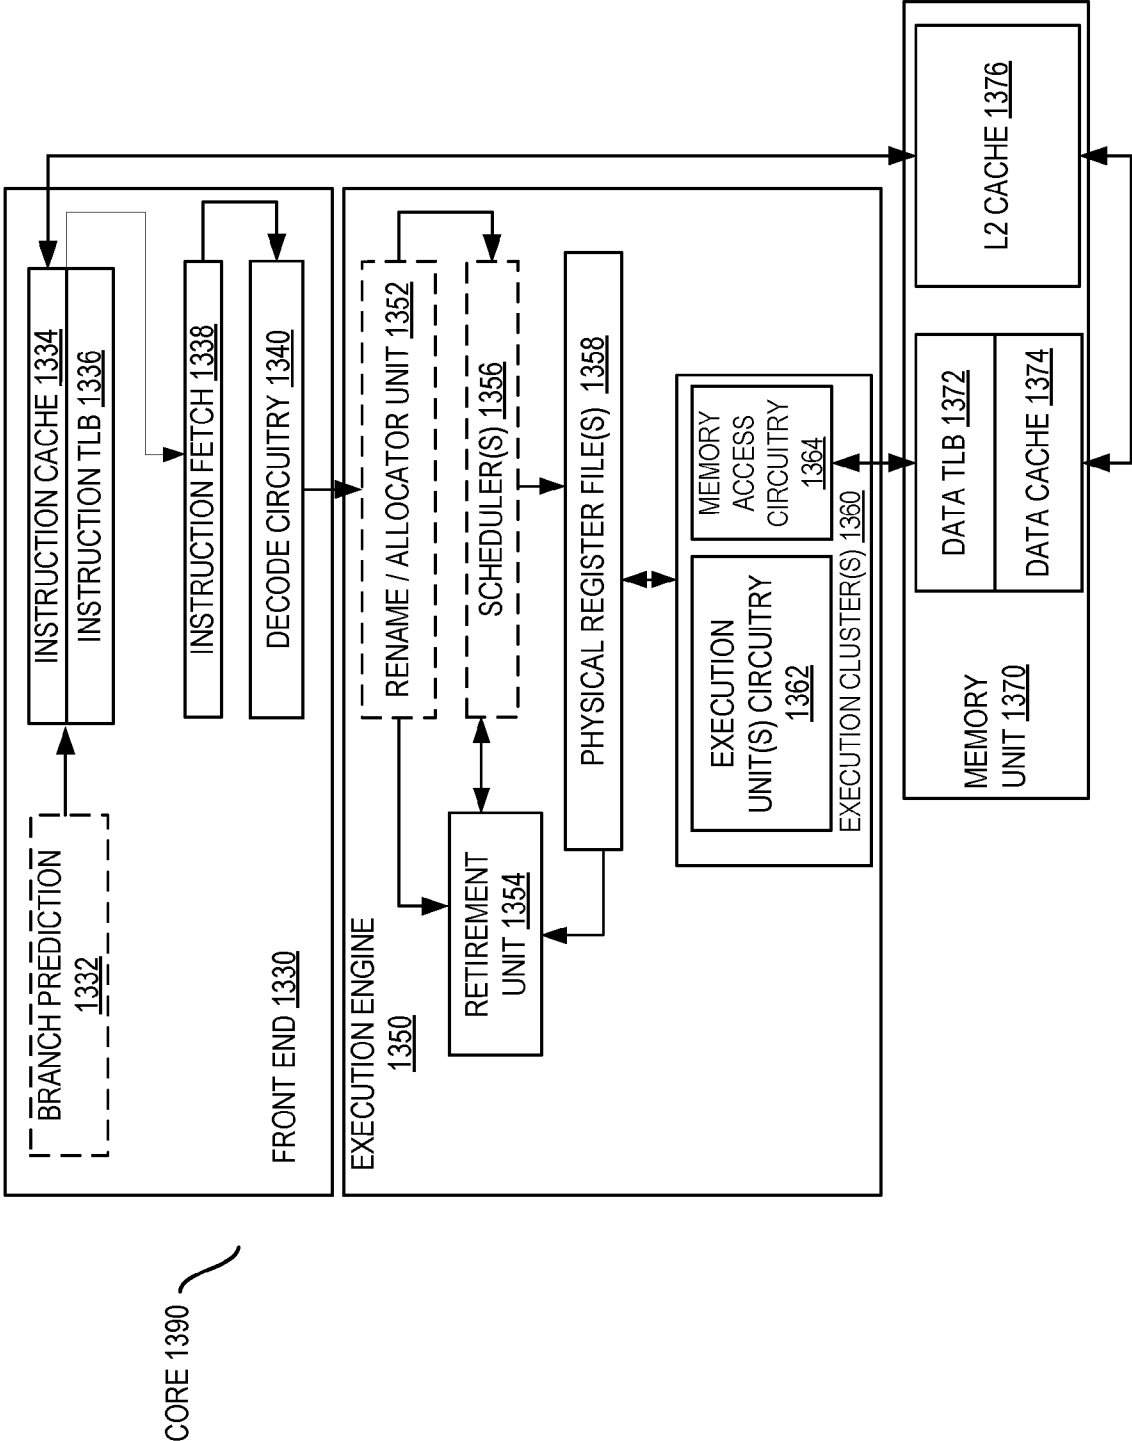 CORE 1390
FRONT END 1330
BRANCH PREDICTION
1332
INSTRUCTION CACHE 1334
INSTRUCTION TLB 1336
INSTRUCTION FETCH 1338
DECODE CIRCUITRY 1340
EXECUTION ENGINE
1350
RENAME / ALLOCATOR UNIT 1352
RETIREMENT
UNIT 1354
SCHEDULER(S) 1356
PHYSICAL REGISTER FILE(S) 1358
EXECUTION
UNIT(S) CIRCUITRY
1362
MEMORY
ACCESS
CIRCUITRY
1364
EXECUTION CLUSTER(S) 1360
MEMORY
UNIT 1370
DATA TLB 1372
DATA CACHE 1374
L2 CACHE 1376